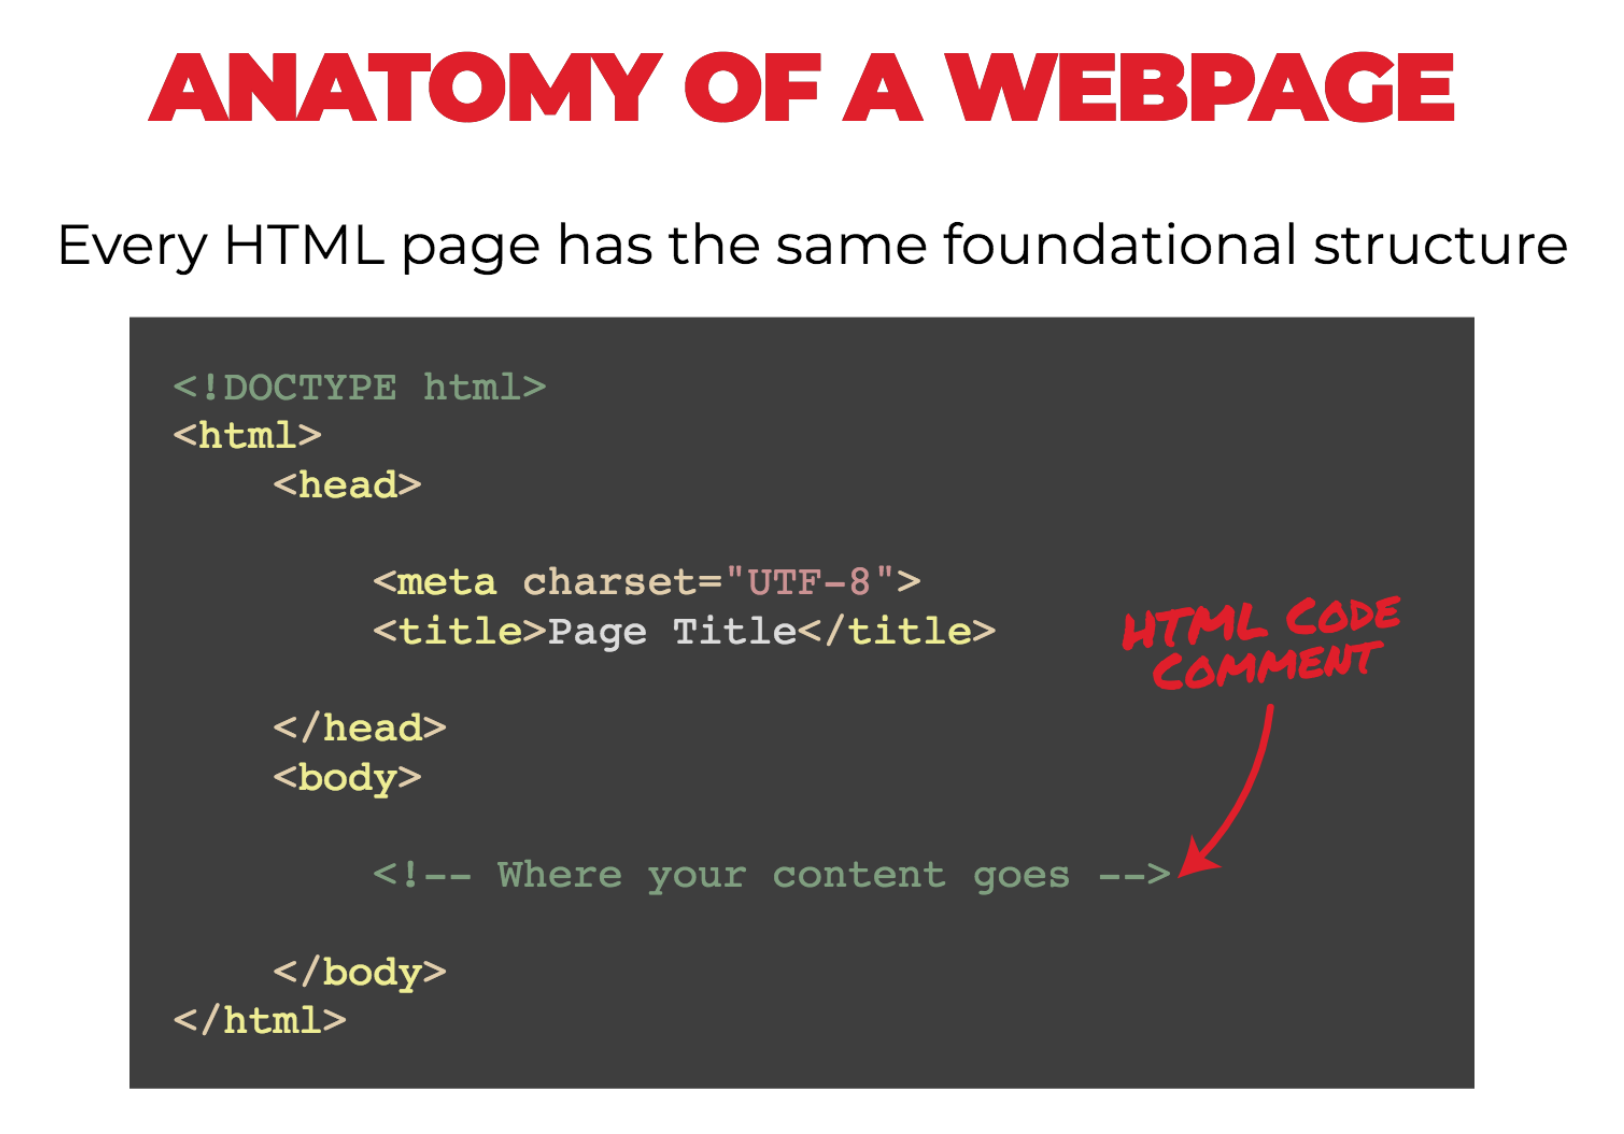 ANATOMY OF A WEBPAGE
Every HTML page has the same foundational structure
<!DOCTYPE html>
<html>
<head>
<meta charset="UTF-8">
<title>Page Title</title>
HTML CODE
COMMENT
</head>
<body>
<!-- Where your content goes -->
</body>
</html>